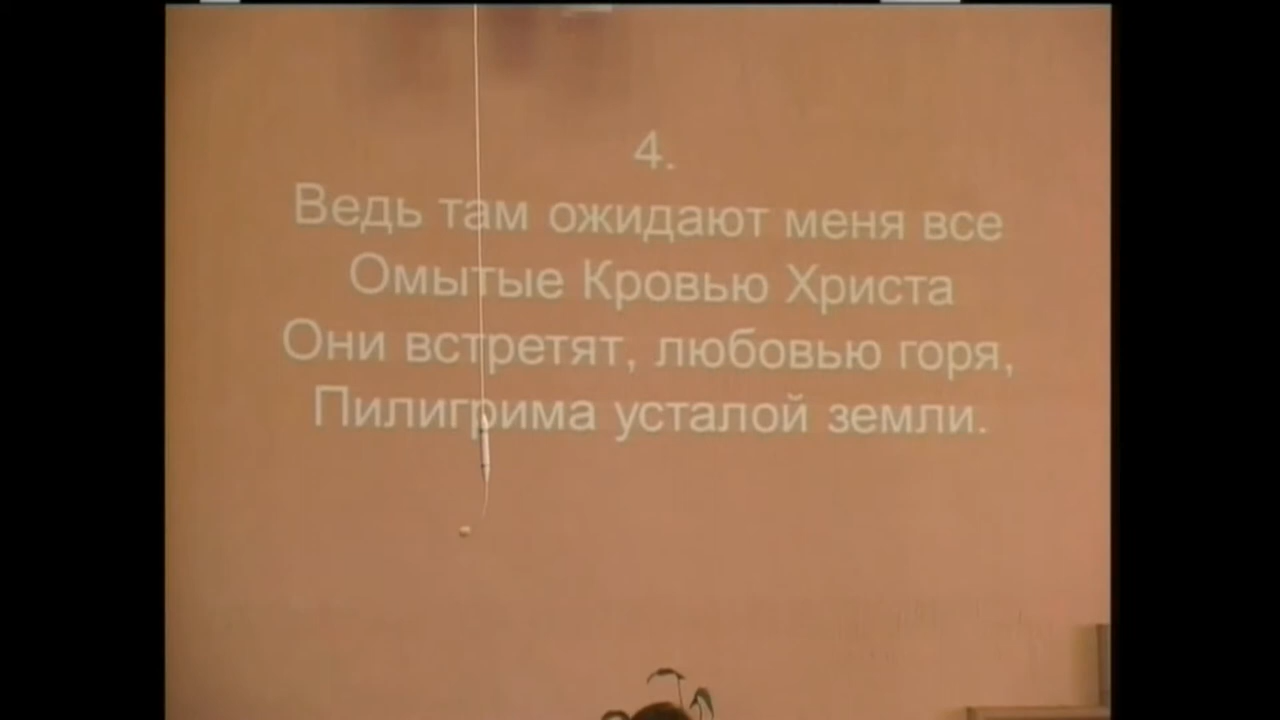 4.
Ведь там ожидают меня все
Омытые Кровью Христа
Они встретят, любовью горя,
Пилигрима усталой земли.